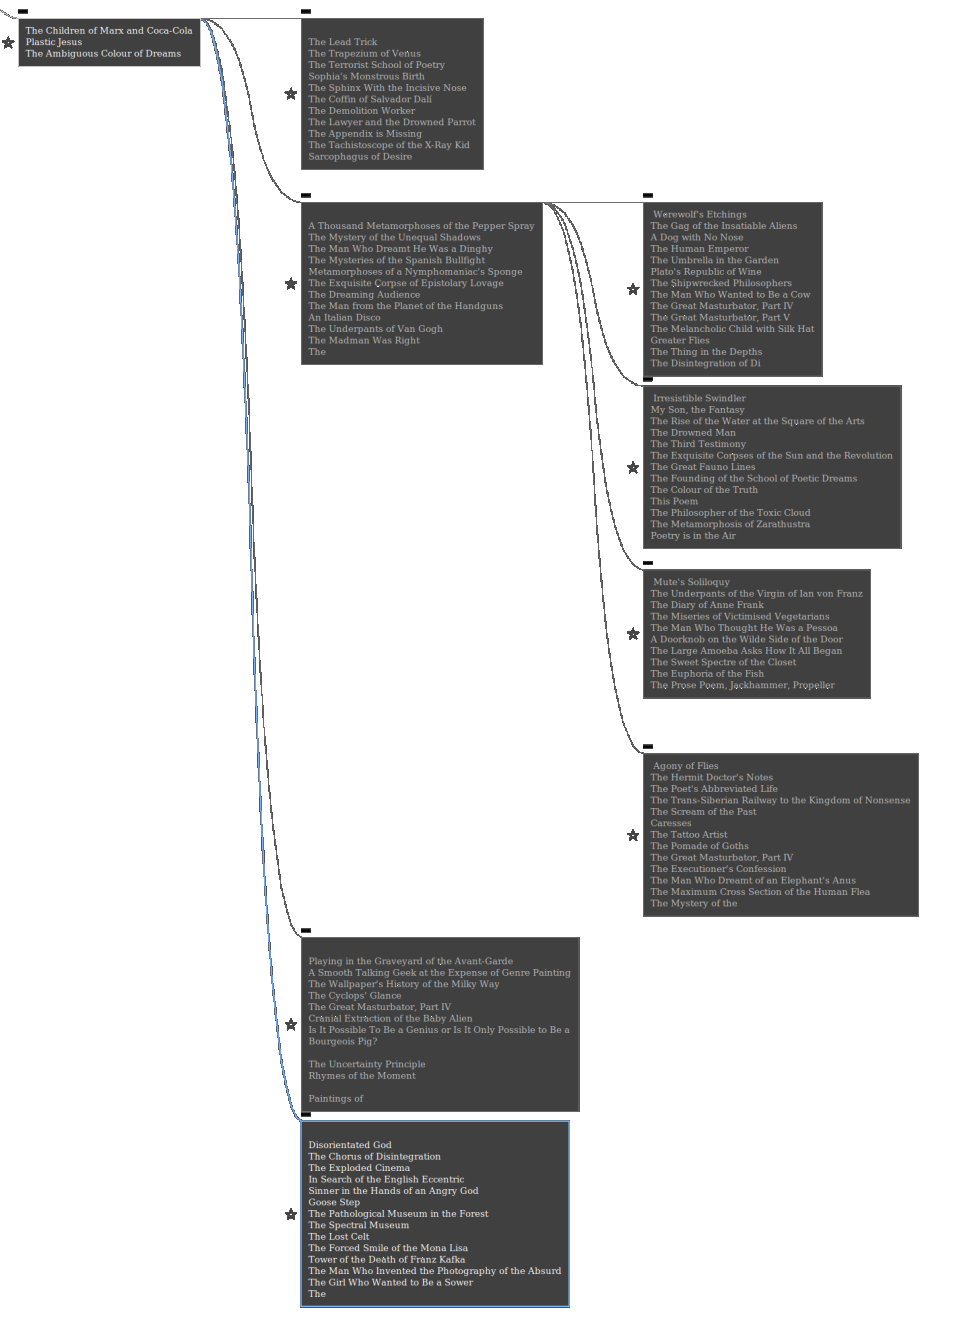 The Children of Marx and Coca-Cola
Plastic Jesus
The Ambiguous Colour of Dreams
The Lead Trick
The Trapezium of Venus
The Terrorist School of Poetry
Sophia's Monstrous Birth
The Sphinx With the Incisive Nose
The Coffin of Salvador Dalí
The Demolition Worker
The Lawyer and the Drowned Parrot
The Appendix is Missing
The Tachistoscope of the X-Ray Kid
Sarcophagus of Desire
A Thousand Metamorphoses of the Pepper Spray
The Mystery of the Unequal Shadows
The Man Who Dreamt He Was a Dinghy
The Mysteries of the Spanish Bullfight
Metamorphoses of a Nymphomaniac's Sponge
The Exquisite Corpse of Epistolary Lovage
The Dreaming Audience
The Man from the Planet of the Handguns
An Italian Disco
The Underpants of Van Gogh
The Madman Was Right
The
Werewolf's Etchings
The Gag of the Insatiable Aliens
A Dog with No Nose
The Human Emperor
The Umbrella in the Garden
Plato's Republic of Wine
The Shipwrecked Philosophers
The Man Who Wanted to Be a Cow
The Great Masturbator, Part IV
The Great Masturbator, Part V
The Melancholic Child with Silk Hat
Greater Flies
The Thing in the Depths
The Disintegration of Di
Irresistible Swindler
My Son, the Fantasy
The Rise of the Water at the Square of the Arts
The Drowned Man
The Third Testimony
The Exquisite Corpses of the Sun and the Revolution
The Great Fauno Lines
The Founding of the School of Poetic Dreams
The Colour of the Truth
This Poem
The Philosopher of the Toxic Cloud
The Metamorphosis of Zarathustra
Poetry is in the Air
Mute's Soliloquy
The Underpants of the Virgin of Ian von Franz
The Diary of Anne Frank
The Miseries of Victimised Vegetarians
The Man Who Thought He Was a Pessoa
A Doorknob on the Wilde Side of the Door
The Large Amoeba Asks How It All Began
The Sweet Spectre of the Closet
The Euphoria of the Fish
The Prose Poem, Jackhammer, Propeller
Agony of Flies
The Hermit Doctor's Notes
The Poet's Abbreviated Life
The Trans-Siberian Railway to the Kingdom of Nonsense
The Scream of the Past
Caresses
The Tattoo Artist
The Pomade of Goths
The Great Masturbator, Part IV
The Executioner's Confession
The Man Who Dreamt of an Elephant's Anus
The Maximum Cross Section of the Human Flea
The Mystery of the
Playing in the Graveyard of the Avant-Garde
A Smooth Talking Geek at the Expense of Genre Painting
The Wallpaper's History of the Milky Way
The Cyclops' Glance
The Great Masturbator, Part IV
Cranial Extraction of the Baby Alien
Is It Possible To Be a Genius or Is It Only Possible to Be a
Bourgeois Pig?
The Uncertainty Principle
Rhymes of the Moment
Paintings of
Disorientated God
The Chorus of Disintegration
The Exploded Cinema
In Search of the English Eccentric
Sinner in the Hands of an Angry God
Goose Step
The Pathological Museum in the Forest
The Spectral Museum
The Lost Celt
The Forced Smile of the Mona Lisa
Tower of the Death of Franz Kafka
The Man Who Invented the Photography of the Absurd
The Girl Who Wanted to Be a Sower
The